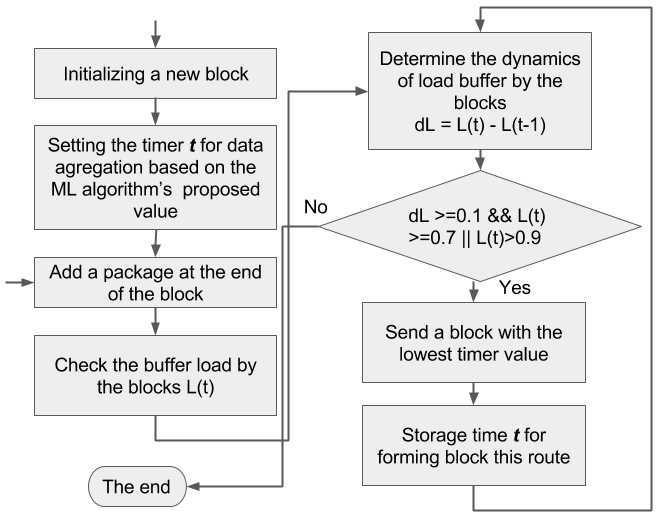 Initializing a new block
Setting the timer t for data
agregation based on the
ML algorithm's proposed
value
Add a package at the end
of the block
Check the buffer load by
the blocks L(t)
The end
Determine the dynamics
of load buffer by the
blocks
dL = L(t) - L(t-1)
No
dL >=0.1 && L(t)
>=0.7 || L(t)>0.9
Yes
Send a block with the
lowest timer value
Storage time t for
forming block this route